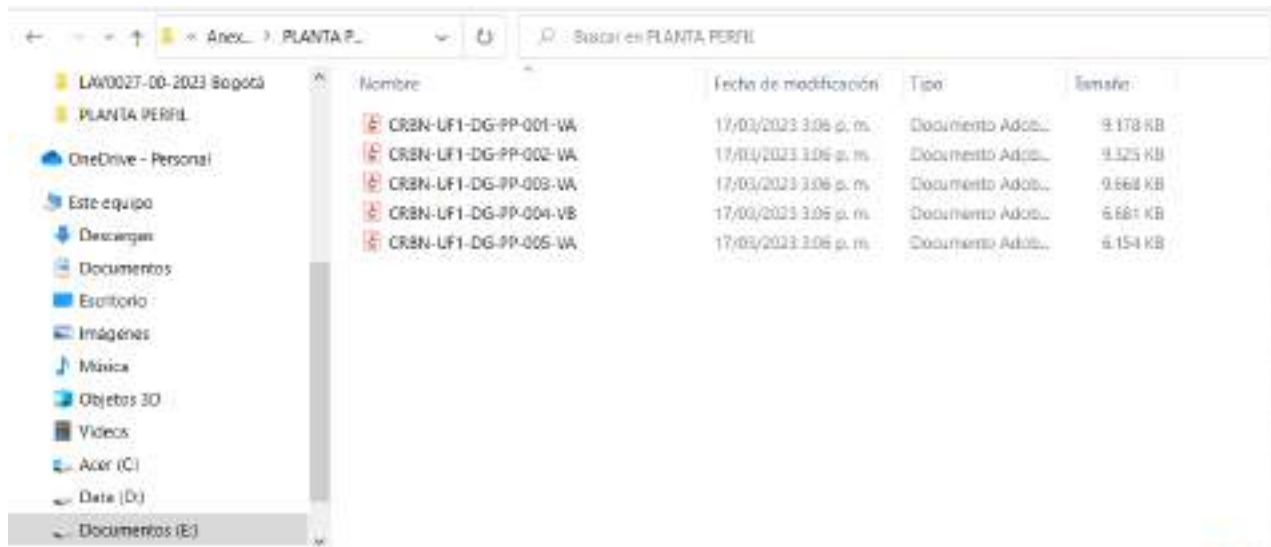 « Anex... > PLANTA P...
Buscar en PLANTA PERFIL
LAV0027-00-2023 Bogotá
PLANTA PERFIL
OneDrive - Personal
Este equipo
Descargas
Documentos
Escritorio
Imágenes
Música
Objetos 3D
Videos
Acer (C:)
Data (D:)
Documentos (E:)
Nombre Fecha de modificación Tipo Tamaño
CRBN-UF1-DG-PP-001-VA 17/03/2023 3:06 p. m. Documento Adob... 9.178 KB
CRBN-UF1-DG-PP-002-VA 17/03/2023 3:06 p. m. Documento Adob... 9.325 KB
CRBN-UF1-DG-PP-003-VA 17/03/2023 3:06 p. m. Documento Adob... 9.668 KB
CRBN-UF1-DG-PP-004-VB 17/03/2023 3:06 p. m. Documento Adob... 6.681 KB
CRBN-UF1-DG-PP-005-VA 17/03/2023 3:06 p. m. Documento Adob... 6.154 KB